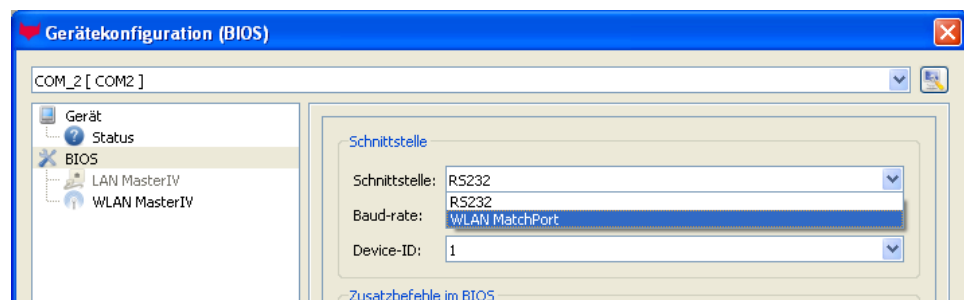 Gerätekonfiguration (BIOS)
COM_2 [ COM2 ]
Gerät
Status
BIOS
LAN MasterIV
WLAN MasterIV
Schnittstelle
Schnittstelle: RS232
RS232
WLAN MatchPort
Baud-rate:
Device-ID: 1
Zusatzbefehle im BIOS